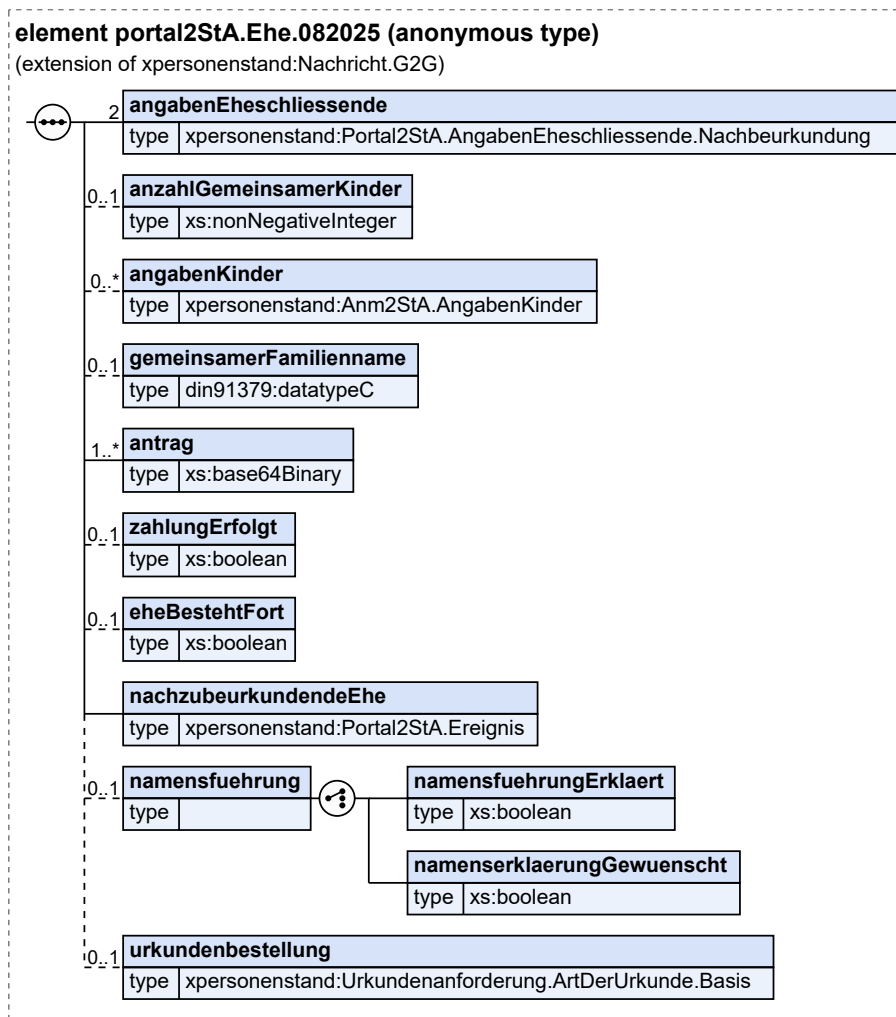 element portal2StA.Ehe.082025 (anonymous type)
(extension of xpersonenstand:Nachricht.G2G)
2 angabenEheschliessende
type xpersonenstand:Portal2StA.AngabenEheschliessende.Nachbeurkundung
0..1 anzahlGemeinsamerKinder
type xs:nonNegativeInteger
0..* angabenKinder
type xpersonenstand:Anm2StA.AngabenKinder
0..1 gemeinsamerFamilienname
type din91379:datatypeC
1..* antrag
type xs:base64Binary
0..1 zahlungErfolgt
type xs:boolean
0..1 eheBestehtFort
type xs:boolean
nachzubeurkundendeEhe
type xpersonenstand:Portal2StA.Ereignis
0..1 namensfuehrung namensfuehrungErklaert
type type xs:boolean
namenserklaerungGewuenscht
type xs:boolean
0..1 urkundenbestellung
type xpersonenstand:Urkundenanforderung.ArtDerUrkunde.Basis